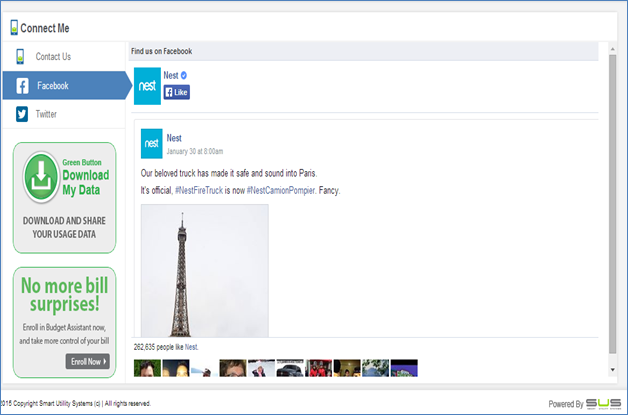 Connect Me
Contact Us
Facebook
Twitter
Green Button
Download
My Data
DOWNLOAD AND SHARE
YOUR USAGE DATA
No more bill
surprises!
Enroll in Budget Assistant now,
and take more control of your bill
Enroll Now
Find us on Facebook
nest
Nest
Like
nest
Nest
January 30 at 8:00am
Our beloved truck has made it safe and sound into Paris.
It's official, #NestFireTruck is now #NestCamionPompier. Fancy.
262,635 people like Nest.
015 Copyright Smart Utility Systems (c) | All rights reserved.
Powered By SUS